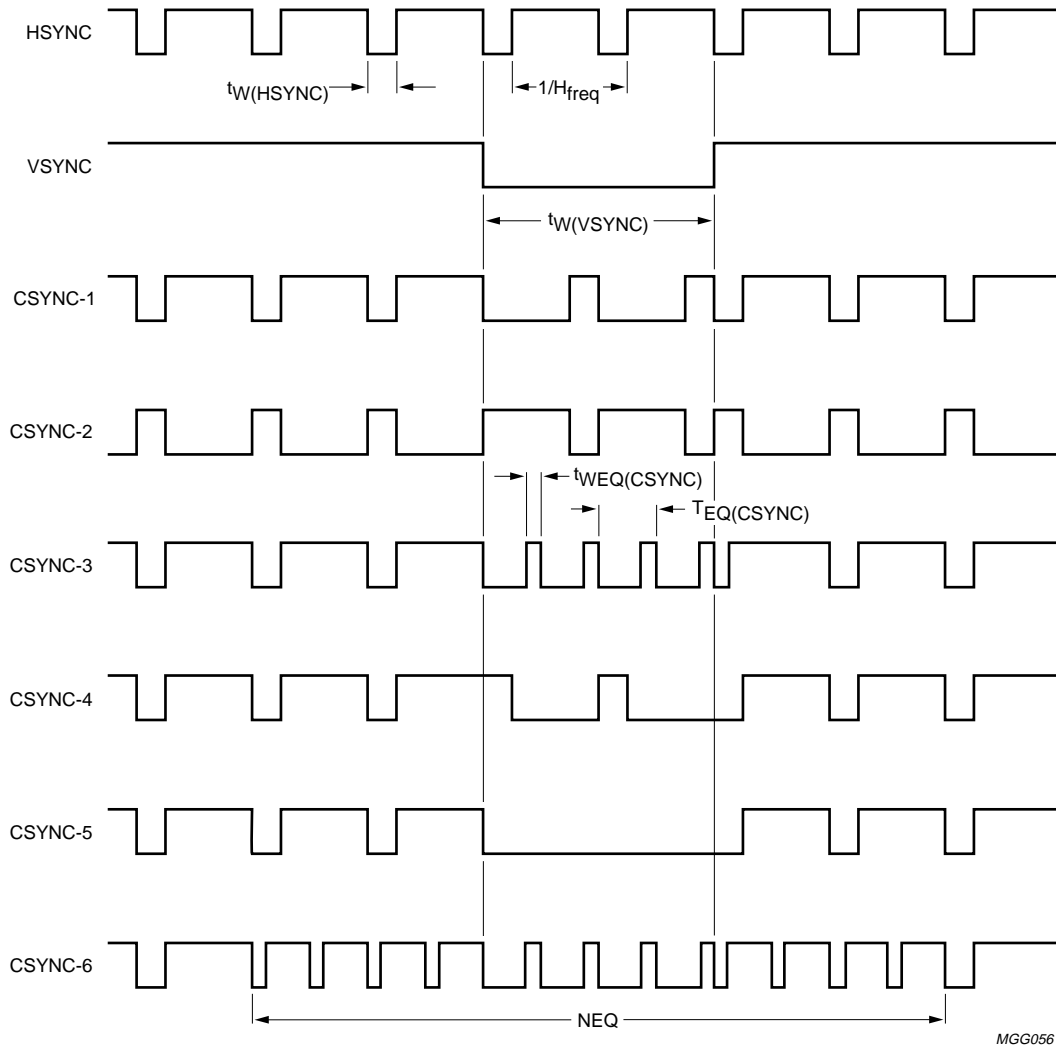 HSYNC
tW(HSYNC)
1/Hfreq
VSYNC
tW(VSYNC)
CSYNC-1
CSYNC-2
tWEQ(CSYNC)
TEQ(CSYNC)
CSYNC-3
CSYNC-4
CSYNC-5
CSYNC-6
NEQ
MGG056